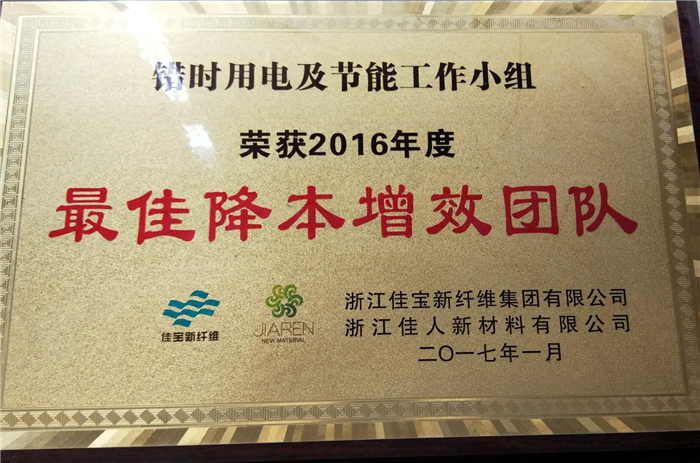 错时用电及节能工作小组
荣获2016年度
最佳降本增效团队
佳宝新纤维
JIAREN
NEW MATERIAL
浙江佳宝新纤维集团有限公司
浙江佳人新材料有限公司
二〇一七年一月